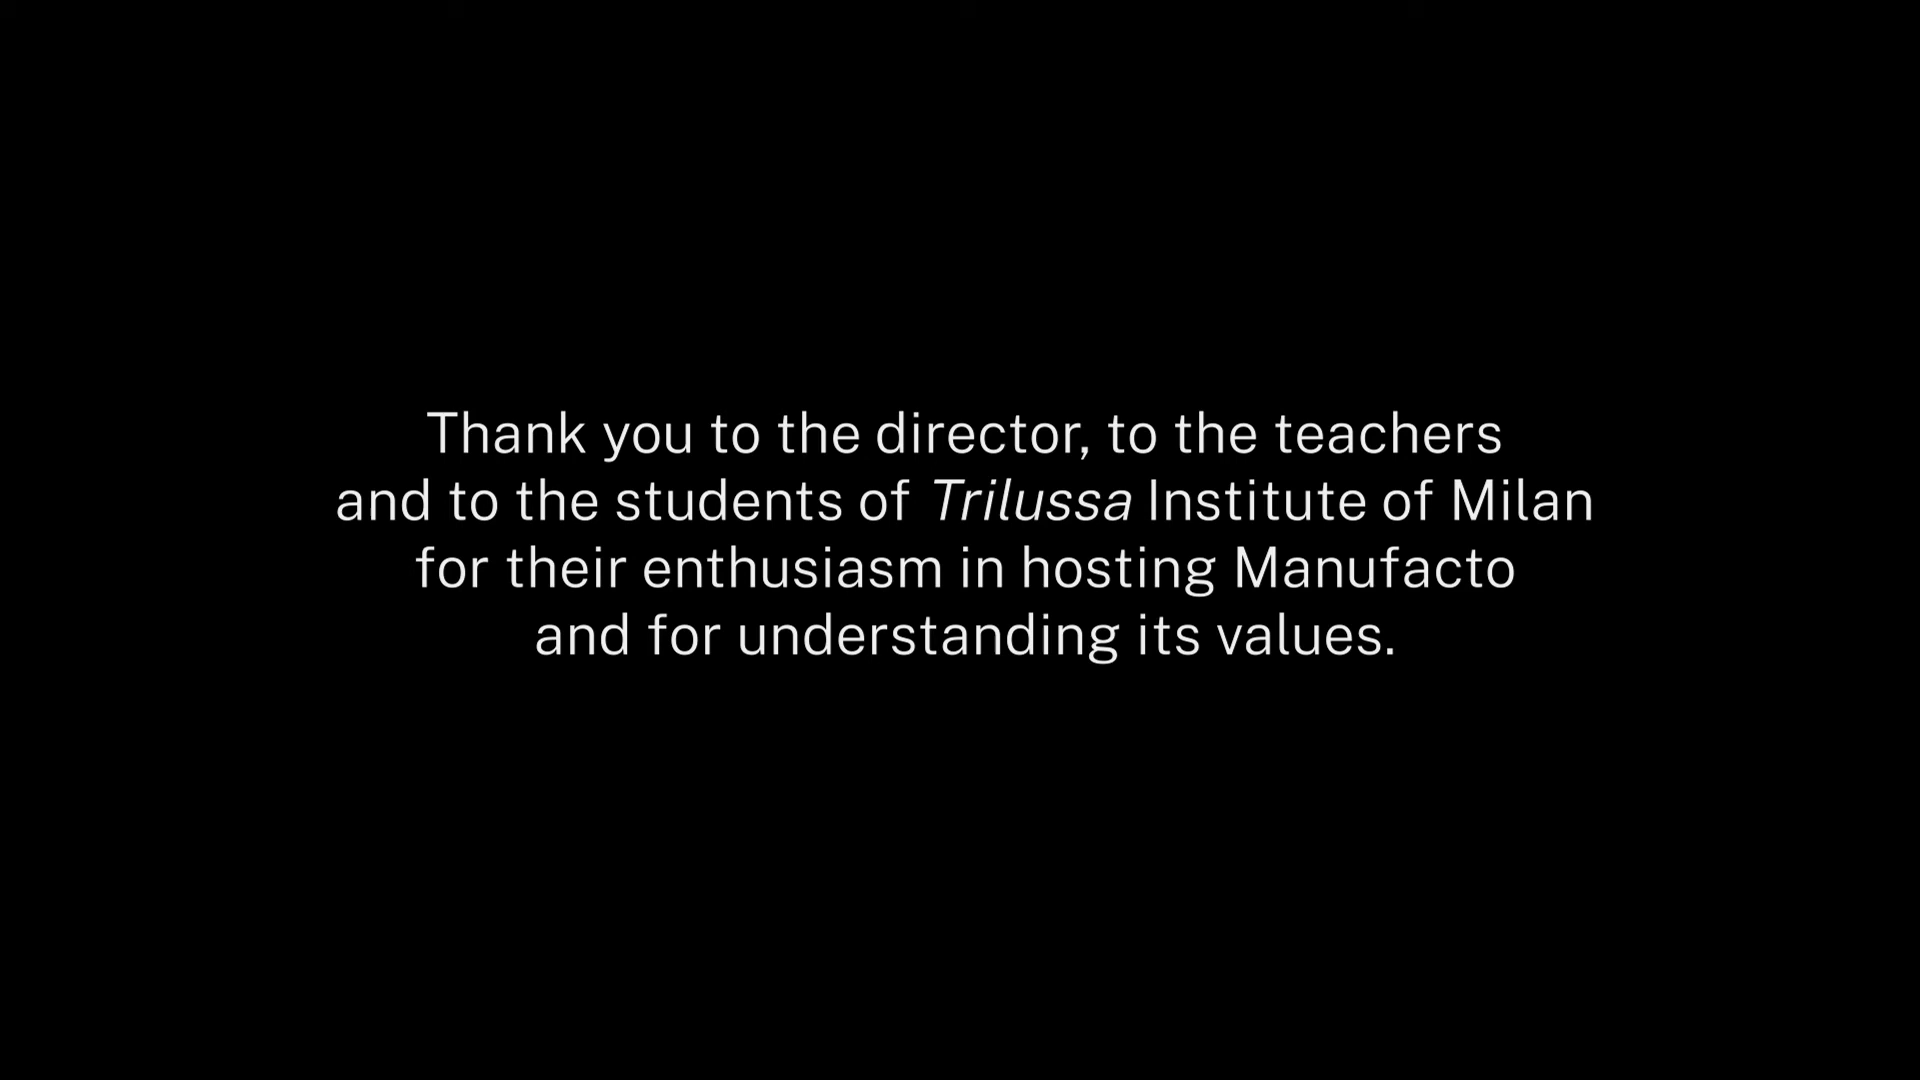 Thank you to the director, to the teachers
and to the students of Trilussa Institute of Milan
for their enthusiasm in hosting Manufacto
and for understanding its values.